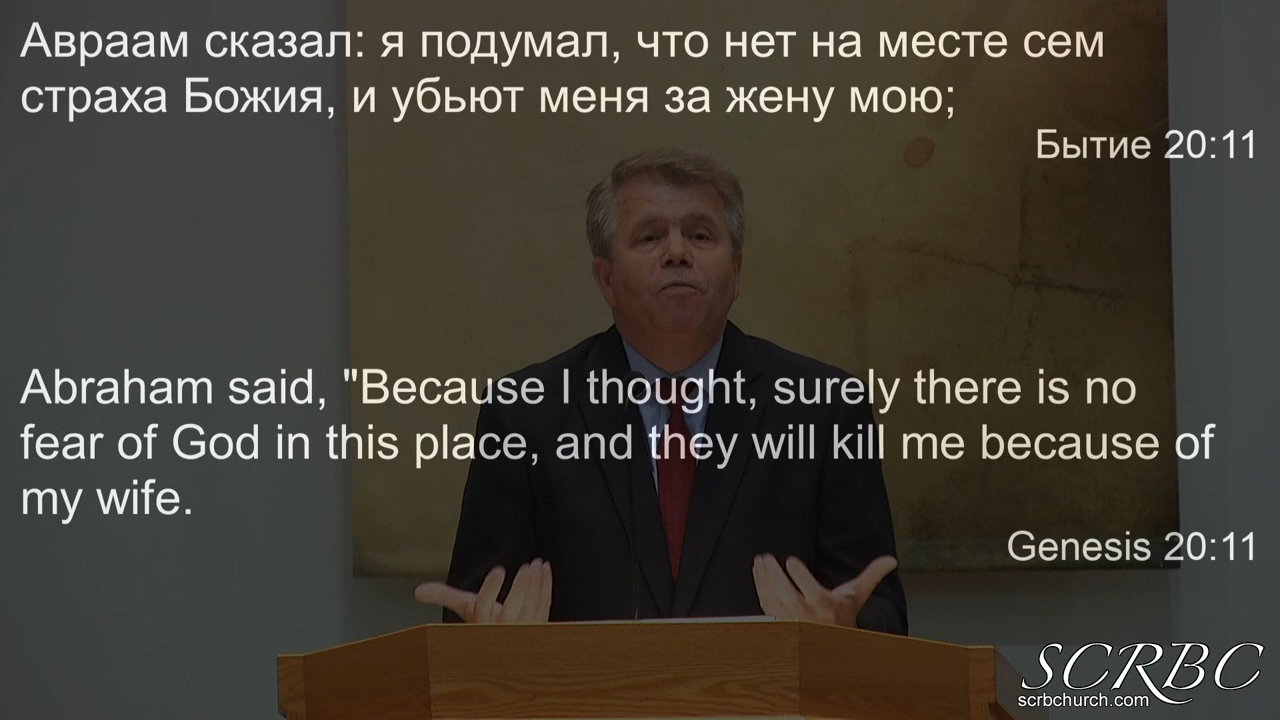 Авраам сказал: я подумал, что нет на месте сем
страха Божия, и убьют меня за жену мою;
Бытие 20:11
Abraham said, "Because I thought, surely there is no
fear of God in this place, and they will kill me because of
my wife.
Genesis 20:11
SCRBC
scrbchurch.com